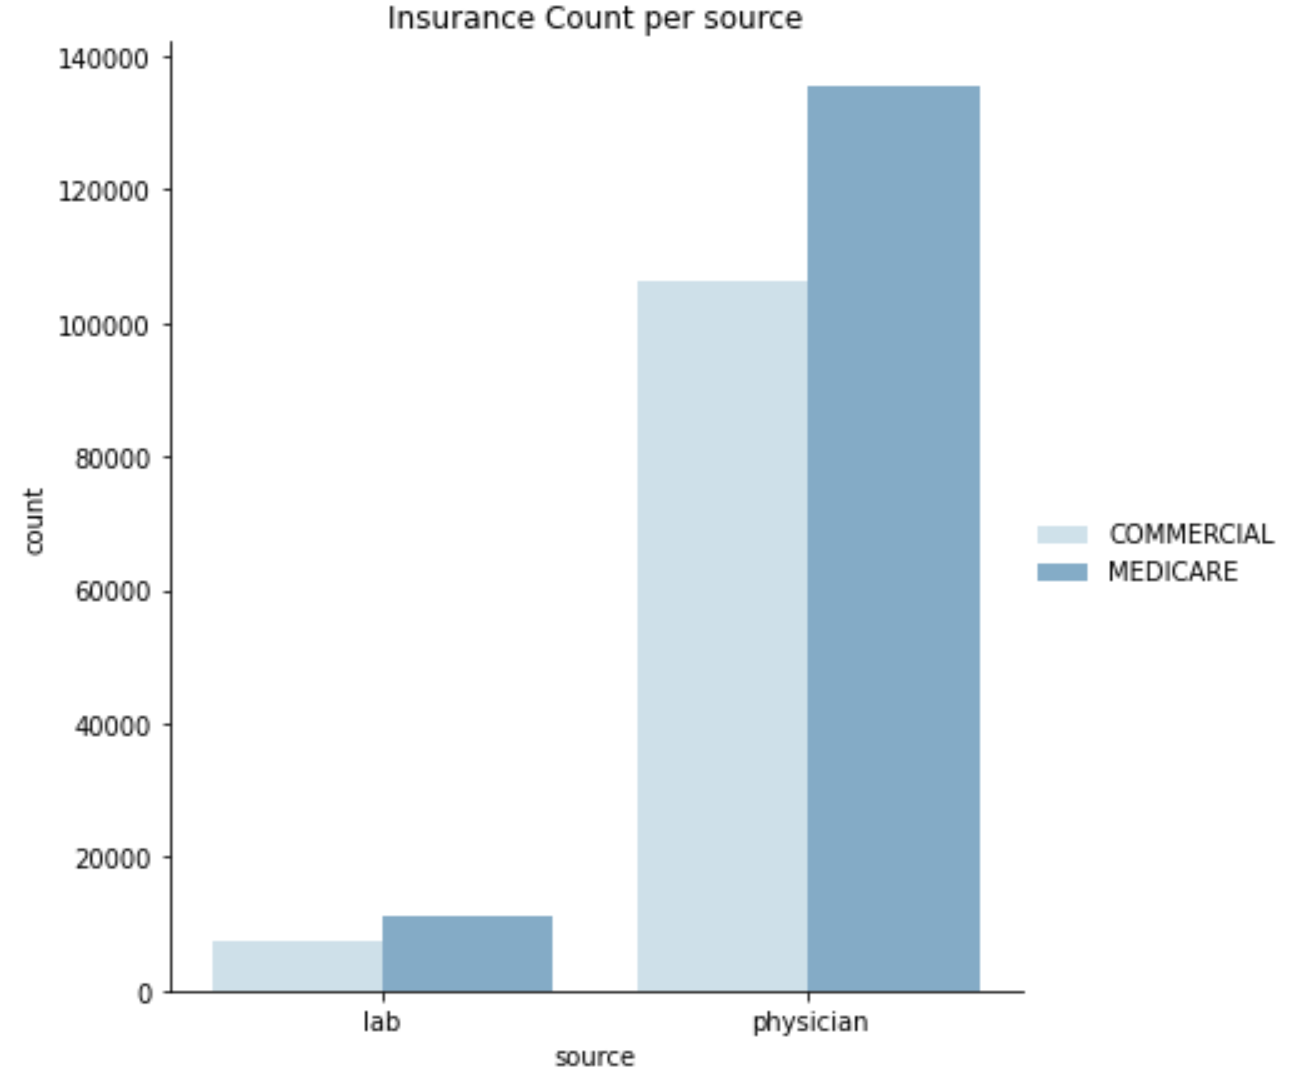 Insurance Count per source
140000
120000
100000
80000
60000
40000
20000
0
count
lab physician
source
COMMERCIAL
MEDICARE